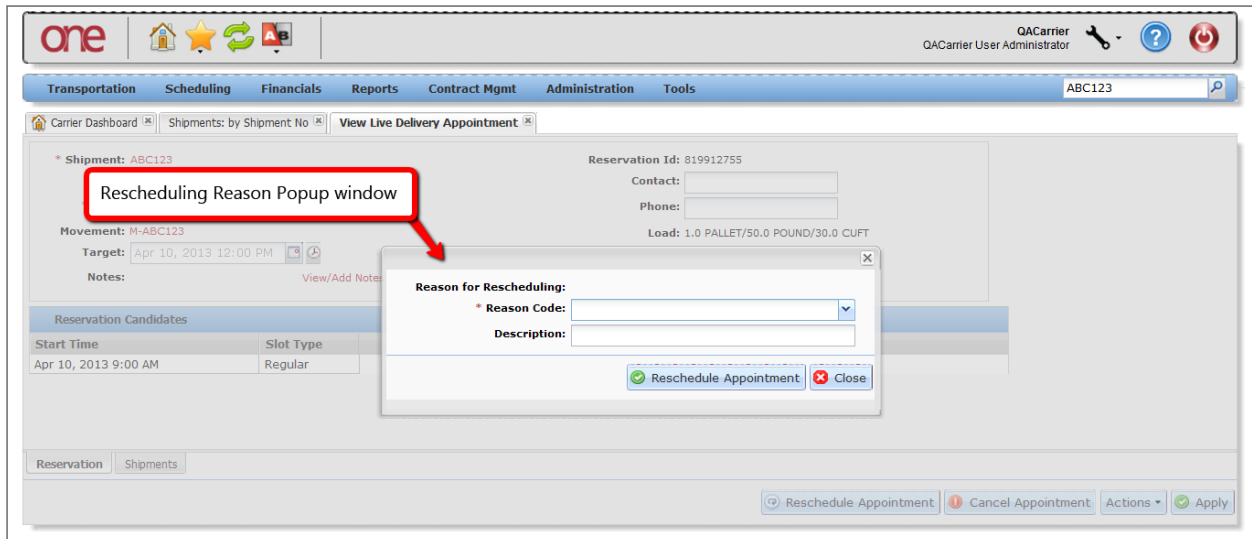 one
AB
QACarrier
QACarrier User Administrator
?
Transportation Scheduling Financials Reports Contract Mgmt Administration Tools
ABC123
Carrier Dashboard Shipments: by Shipment No View Live Delivery Appointment
* Shipment: ABC123
Reservation Id: 819912755
Rescheduling Reason Popup window
Contact:
Phone:
Movement: M-ABC123
Load: 1.0 PALLET/50.0 POUND/30.0 CUFT
Target: Apr 10, 2013 12:00 PM
Notes: View/Add Notes
Reason for Rescheduling:
* Reason Code:
Description:
Reschedule Appointment Close
Reservation Candidates
Start Time Slot Type
Apr 10, 2013 9:00 AM Regular
Reservation Shipments
Reschedule Appointment Cancel Appointment Actions Apply